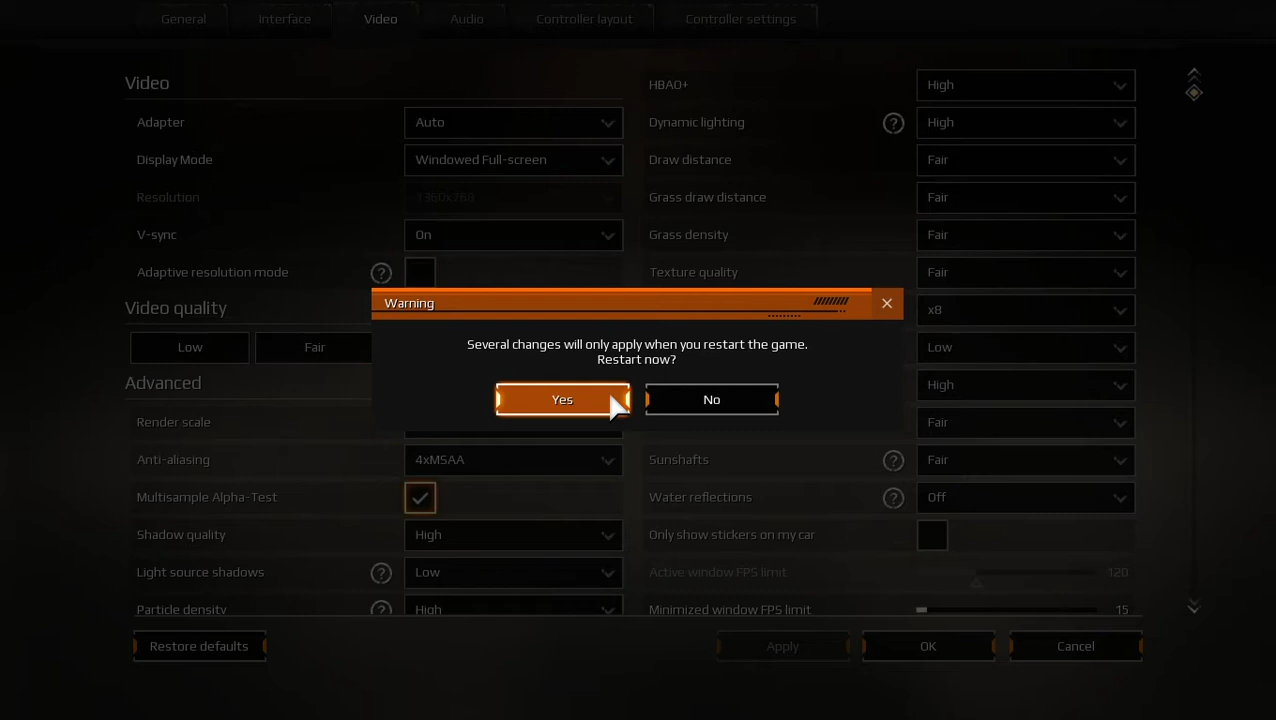 General Interface Video Audio Controller layout Controller settings
Video
Adapter Auto
Display Mode Windowed Full-screen
Resolution 1360x768
V-sync On
Adaptive resolution mode ?
Video quality
Low Fair
Advanced
Render scale
Anti-aliasing 4xMSAA
Multisample Alpha-Test
Shadow quality High
Light source shadows ? Low
Particle density ? High
HBAO+ High
Dynamic lighting ? High
Draw distance Fair
Grass draw distance Fair
Grass density Fair
Texture quality Fair
x8
Low
High
Fair
Sunshafts ? Fair
Water reflections ? Off
Only show stickers on my car
Active window FPS limit 120
Minimized window FPS limit 15
Warning
Several changes will only apply when you restart the game.
Restart now?
Yes No
Restore defaults Apply OK Cancel